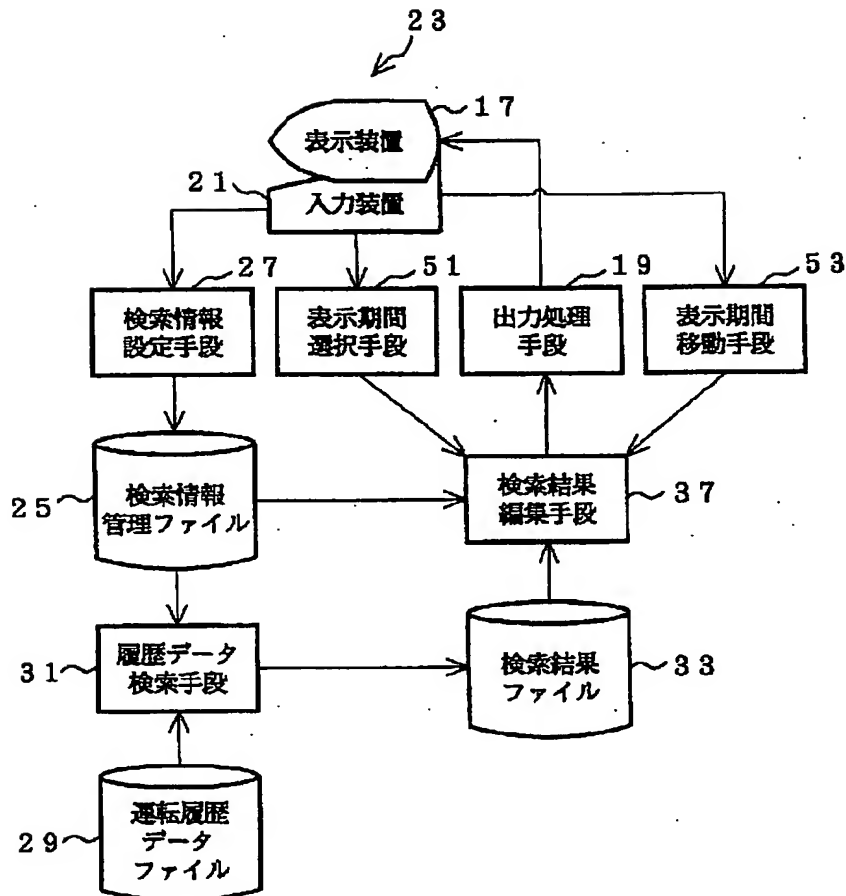 ２３
１７
表示装置
２１
入力装置
２７
５１
１９
５３
検索情報
設定手段
表示期間
選択手段
出力処理
手段
表示期間
移動手段
２５
検索情報
管理ファイル
検索結果
編集手段
３７
３１
履歴データ
検索手段
検索結果
ファイル
３３
２９
運転履歴
データ
ファイル